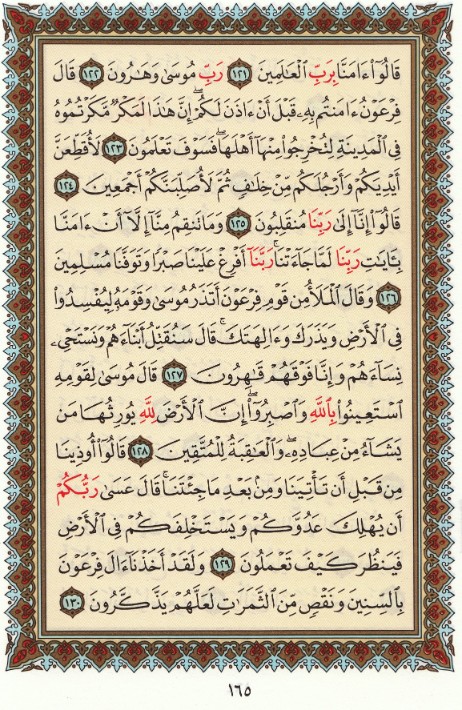 قَالُوٓا۟ ءَامَنَّا بِرَبِّ ٱلْعَٰلَمِينَ ١٢١ رَبِّ مُوسَىٰ وَهَٰرُونَ ١٢٢ قَالَ
فِرْعَوْنُ ءَامَنتُم بِهِۦ قَبْلَ أَنْ ءَاذَنَ لَكُمْ ۖ إِنَّ هَٰذَا لَمَكْرٌ مَّكَرْتُمُوهُ
فِى ٱلْمَدِينَةِ لِتُخْرِجُوا۟ مِنْهَآ أَهْلَهَا ۖ فَسَوْفَ تَعْلَمُونَ ١٢٣ لَأُقَطِّعَنَّ
أَيْدِيَكُمْ وَأَرْجُلَكُم مِّنْ خِلَٰفٍ ثُمَّ لَأُصَلِّبَنَّكُمْ أَجْمَعِينَ ١٢٤
قَالُوٓا۟ إِنَّآ إِلَىٰ رَبِّنَا مُنقَلِبُونَ ١٢٥ وَمَا تَنقِمُ مِنَّآ إِلَّآ أَنْ ءَامَنَّا
بِـَٔايَٰتِ رَبِّنَا لَمَّا جَآءَتْنَا ۚ رَبَّنَآ أَفْرِغْ عَلَيْنَا صَبْرًا وَتَوَفَّنَا مُسْلِمِينَ
١٢٦ وَقَالَ ٱلْمَلَأُ مِن قَوْمِ فِرْعَوْنَ أَتَذَرُ مُوسَىٰ وَقَوْمَهُۥ لِيُفْسِدُوا۟
فِى ٱلْأَرْضِ وَيَذَرَكَ وَءَالِهَتَكَ ۚ قَالَ سَنُقَتِّلُ أَبْنَآءَهُمْ وَنَسْتَحْىِۦ
نِسَآءَهُمْ وَإِنَّا فَوْقَهُمْ قَٰهِرُونَ ١٢٧ قَالَ مُوسَىٰ لِقَوْمِهِ
ٱسْتَعِينُوا۟ بِٱللَّهِ وَٱصْبِرُوٓا۟ ۖ إِنَّ ٱلْأَرْضَ لِلَّهِ يُورِثُهَا مَن
يَشَآءُ مِنْ عِبَادِهِۦ ۖ وَٱلْعَٰقِبَةُ لِلْمُتَّقِينَ ١٢٨ قَالُوٓا۟ أُوذِينَا
مِن قَبْلِ أَن تَأْتِيَنَا وَمِنۢ بَعْدِ مَا جِئْتَنَا ۚ قَالَ عَسَىٰ رَبُّكُمْ
أَن يُهْلِكَ عَدُوَّكُمْ وَيَسْتَخْلِفَكُمْ فِى ٱلْأَرْضِ
فَيَنظُرَ كَيْفَ تَعْمَلُونَ ١٢٩ وَلَقَدْ أَخَذْنَآ ءَالَ فِرْعَوْنَ
بِٱلسِّنِينَ وَنَقْصٍ مِّنَ ٱلثَّمَرَٰتِ لَعَلَّهُمْ يَذَّكَّرُونَ ١٣٠
١٦٥